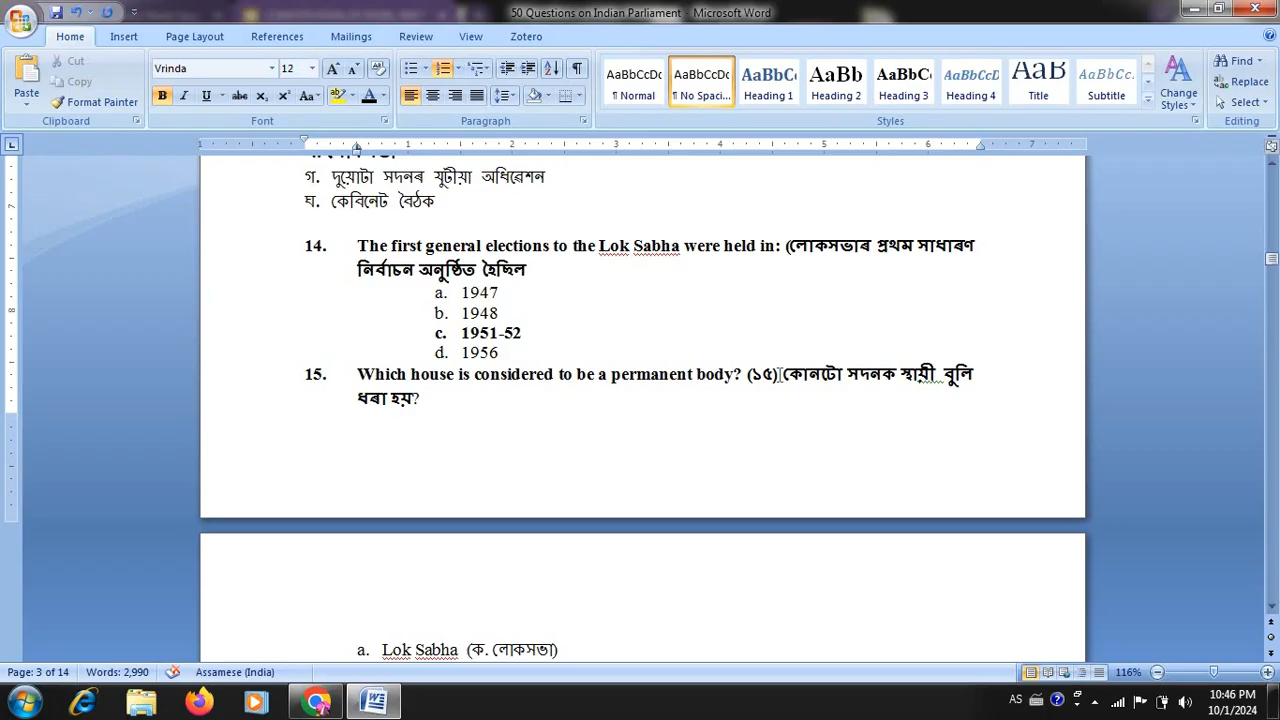 50 Questions on Indian Parliament - Microsoft Word
Home Insert Page Layout References Mailings Review View Zotero
Paste
Cut
Copy
Format Painter
Clipboard
Vrinda 12
Font
Paragraph
AaBbCcDc ¶ Normal
AaBbCcDc ¶ No Spaci...
AaBbC Heading 1
AaBb Heading 2
AaBbC Heading 3
AaBbCcD Heading 4
AaBb Title
AaBbCcL Subtitle
Change Styles
Styles
Find
Replace
Select
Editing
গ. দুয়োটা সদনৰ যুটীয়া অধিৱেশন
ঘ. কেবিনেট বৈঠক
14. The first general elections to the Lok Sabha were held in: (লোকসভাৰ প্ৰথম সাধাৰণ
নিৰ্বাচন অনুষ্ঠিত হৈছিল
a. 1947
b. 1948
c. 1951-52
d. 1956
15. Which house is considered to be a permanent body? (১৫) কোনটো সদনক স্থায়ী বুলি
ধৰা হয়?
a. Lok Sabha (ক. লোকসভা)
Page: 3 of 14 Words: 2,990 Assamese (India) 116%
AS 10:46 PM
10/1/2024